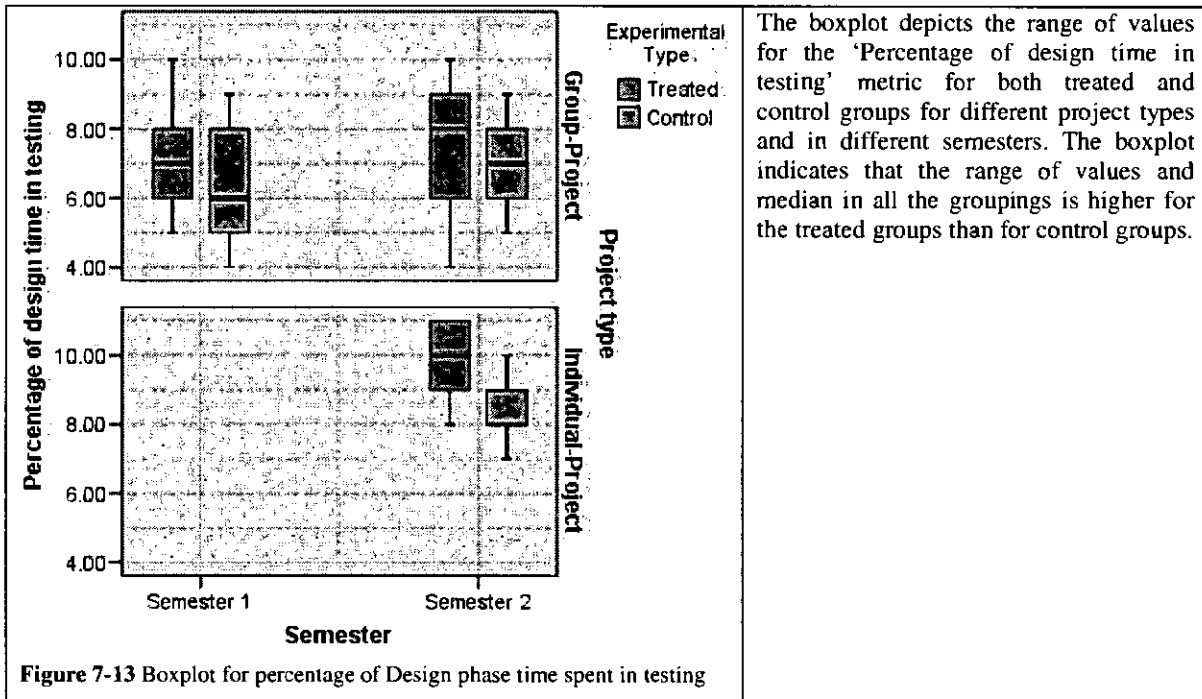 Experimental
Type
Treated
Control
Percentage of design time in testing
10.00
8.00
6.00
4.00
Group-Project
10.00
8.00
6.00
4.00
Individual-Project
Project type
Semester 1
Semester 2
Semester
Figure 7-13 Boxplot for percentage of Design phase time spent in testing
The boxplot depicts the range of values
for the ‘Percentage of design time in
testing’ metric for both treated and
control groups for different project types
and in different semesters. The boxplot
indicates that the range of values and
median in all the groupings is higher for
the treated groups than for control groups.